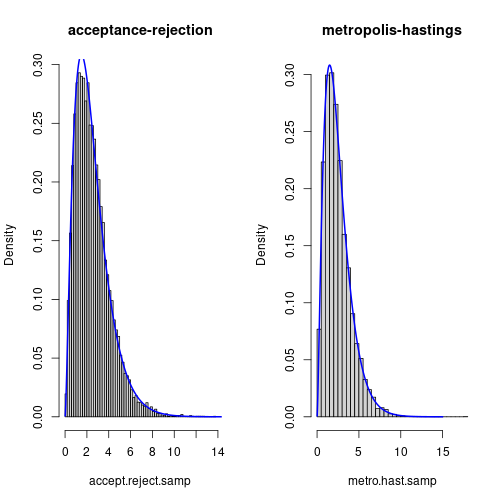 acceptance-rejection
Density
0.00 0.05 0.10 0.15 0.20 0.25 0.30
0 2 4 6 8 10 14
accept.reject.samp
metropolis-hastings
Density
0.00 0.05 0.10 0.15 0.20 0.25 0.30
0 5 10 15
metro.hast.samp